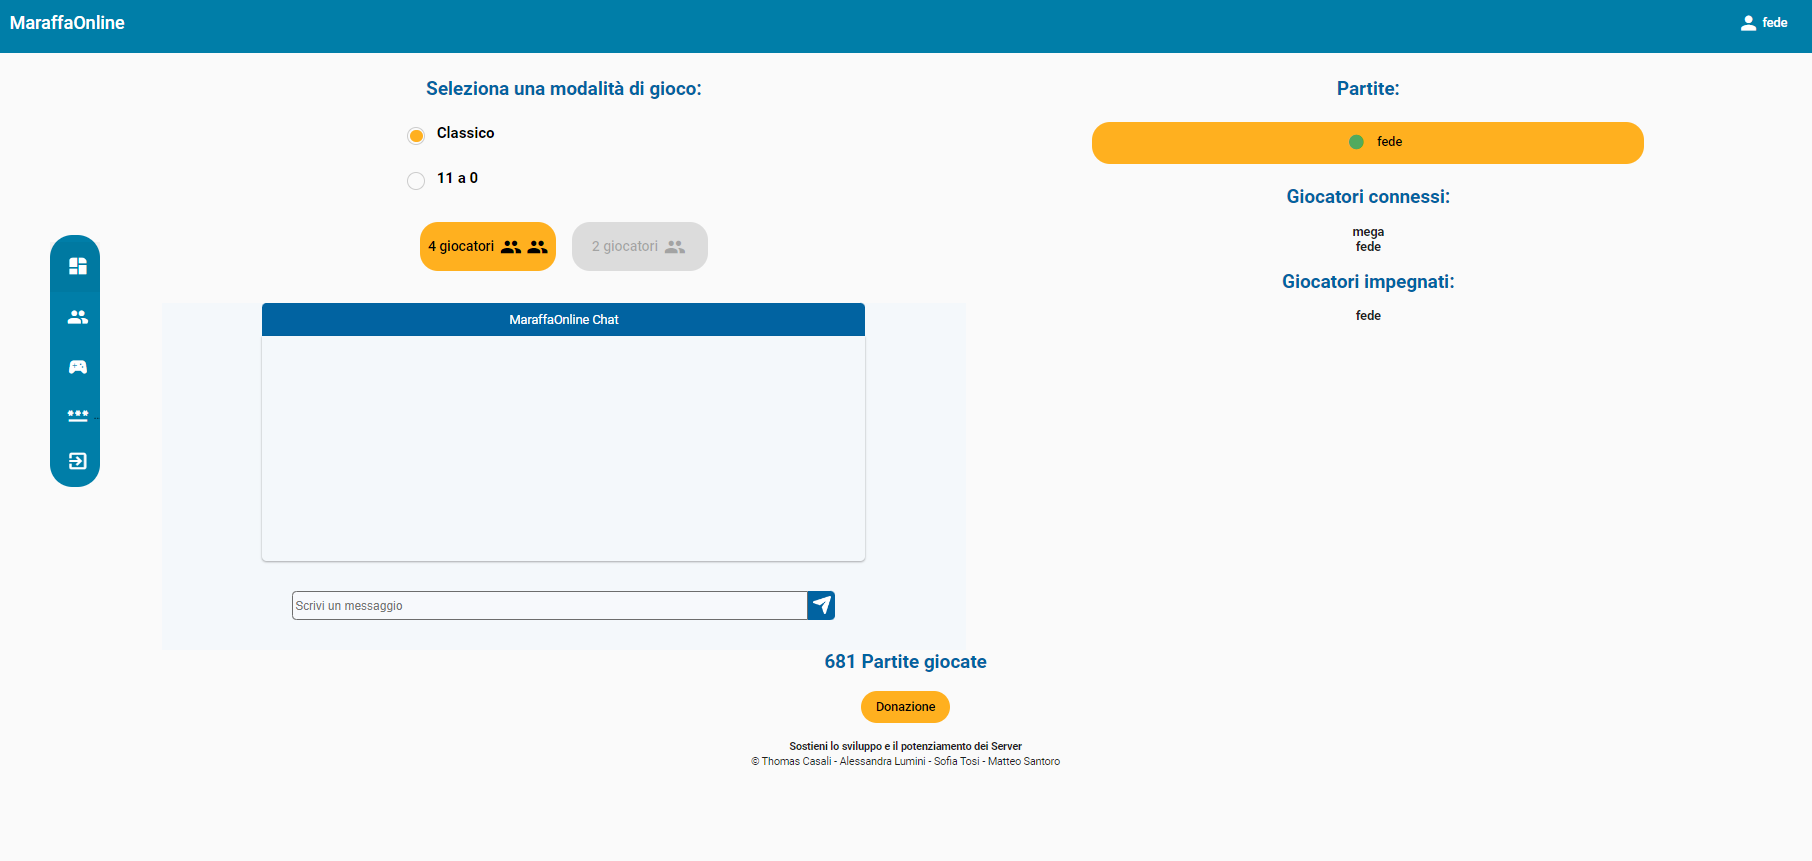 MaraffaOnline
fede
Seleziona una modalità di gioco:
Classico
11 a 0
4 giocatori
2 giocatori
MaraffaOnline Chat
Scrivi un messaggio
Partite:
fede
Giocatori connessi:
mega
fede
Giocatori impegnati:
fede
681 Partite giocate
Donazione
Sostieni lo sviluppo e il potenziamento dei Server
© Thomas Casali - Alessandra Lumini - Sofia Tosi - Matteo Santoro